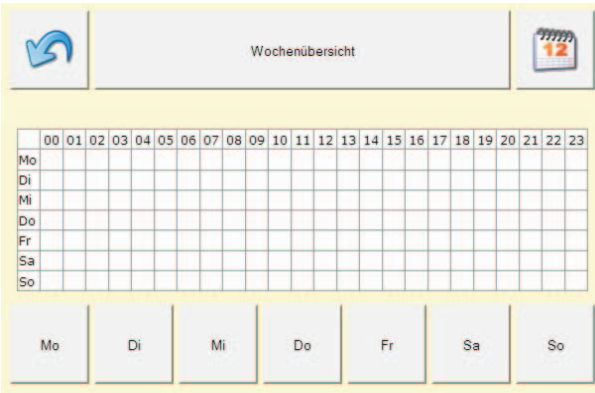 Wochenübersicht
12
00 01 02 03 04 05 06 07 08 09 10 11 12 13 14 15 16 17 18 19 20 21 22 23
Mo
Di
Mi
Do
Fr
Sa
So
Mo Di Mi Do Fr Sa So